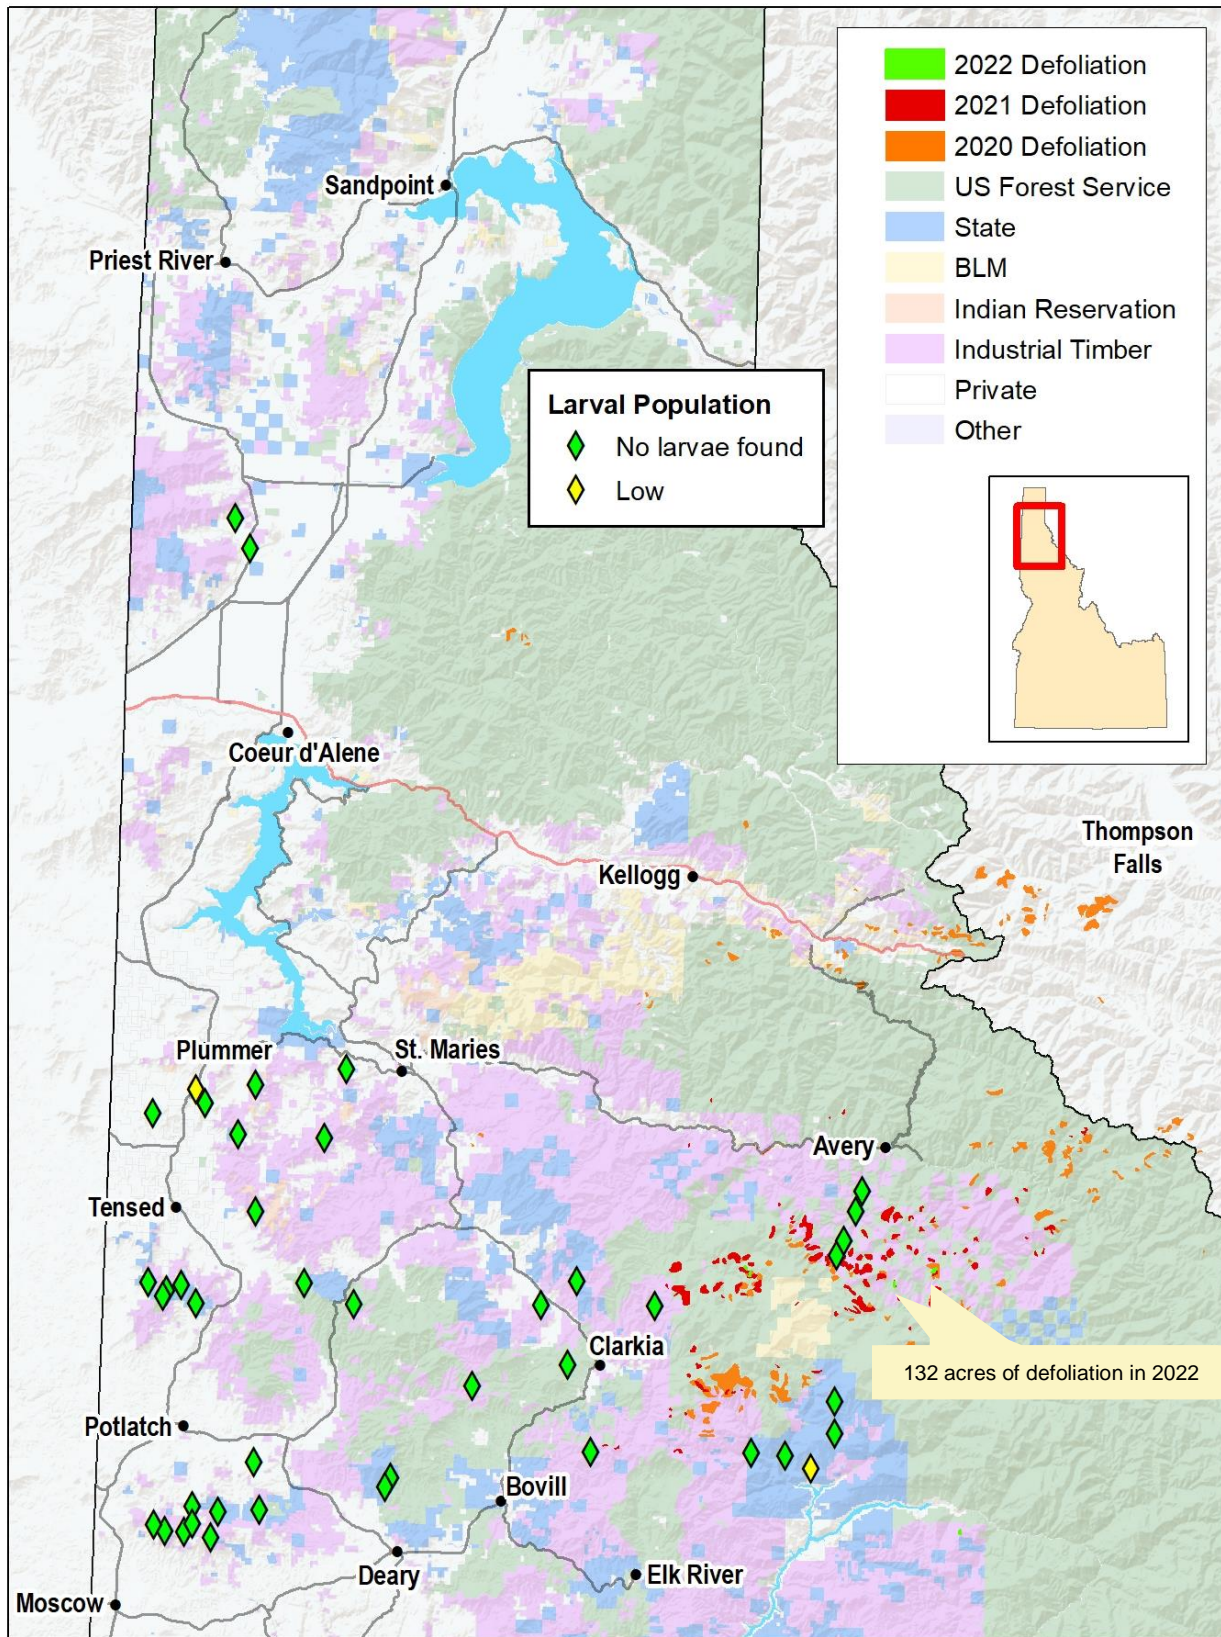 2022 Defoliation
2021 Defoliation
2020 Defoliation
US Forest Service
State
BLM
Indian Reservation
Industrial Timber
Private
Other
Sandpoint
Priest River
Larval Population
No larvae found
Low
Coeur d'Alene
Thompson
Falls
Kellogg
Plummer
St. Maries
Avery
Tensed
Clarkia
132 acres of defoliation in 2022
Potlatch
Bovill
Deary
Elk River
Moscow